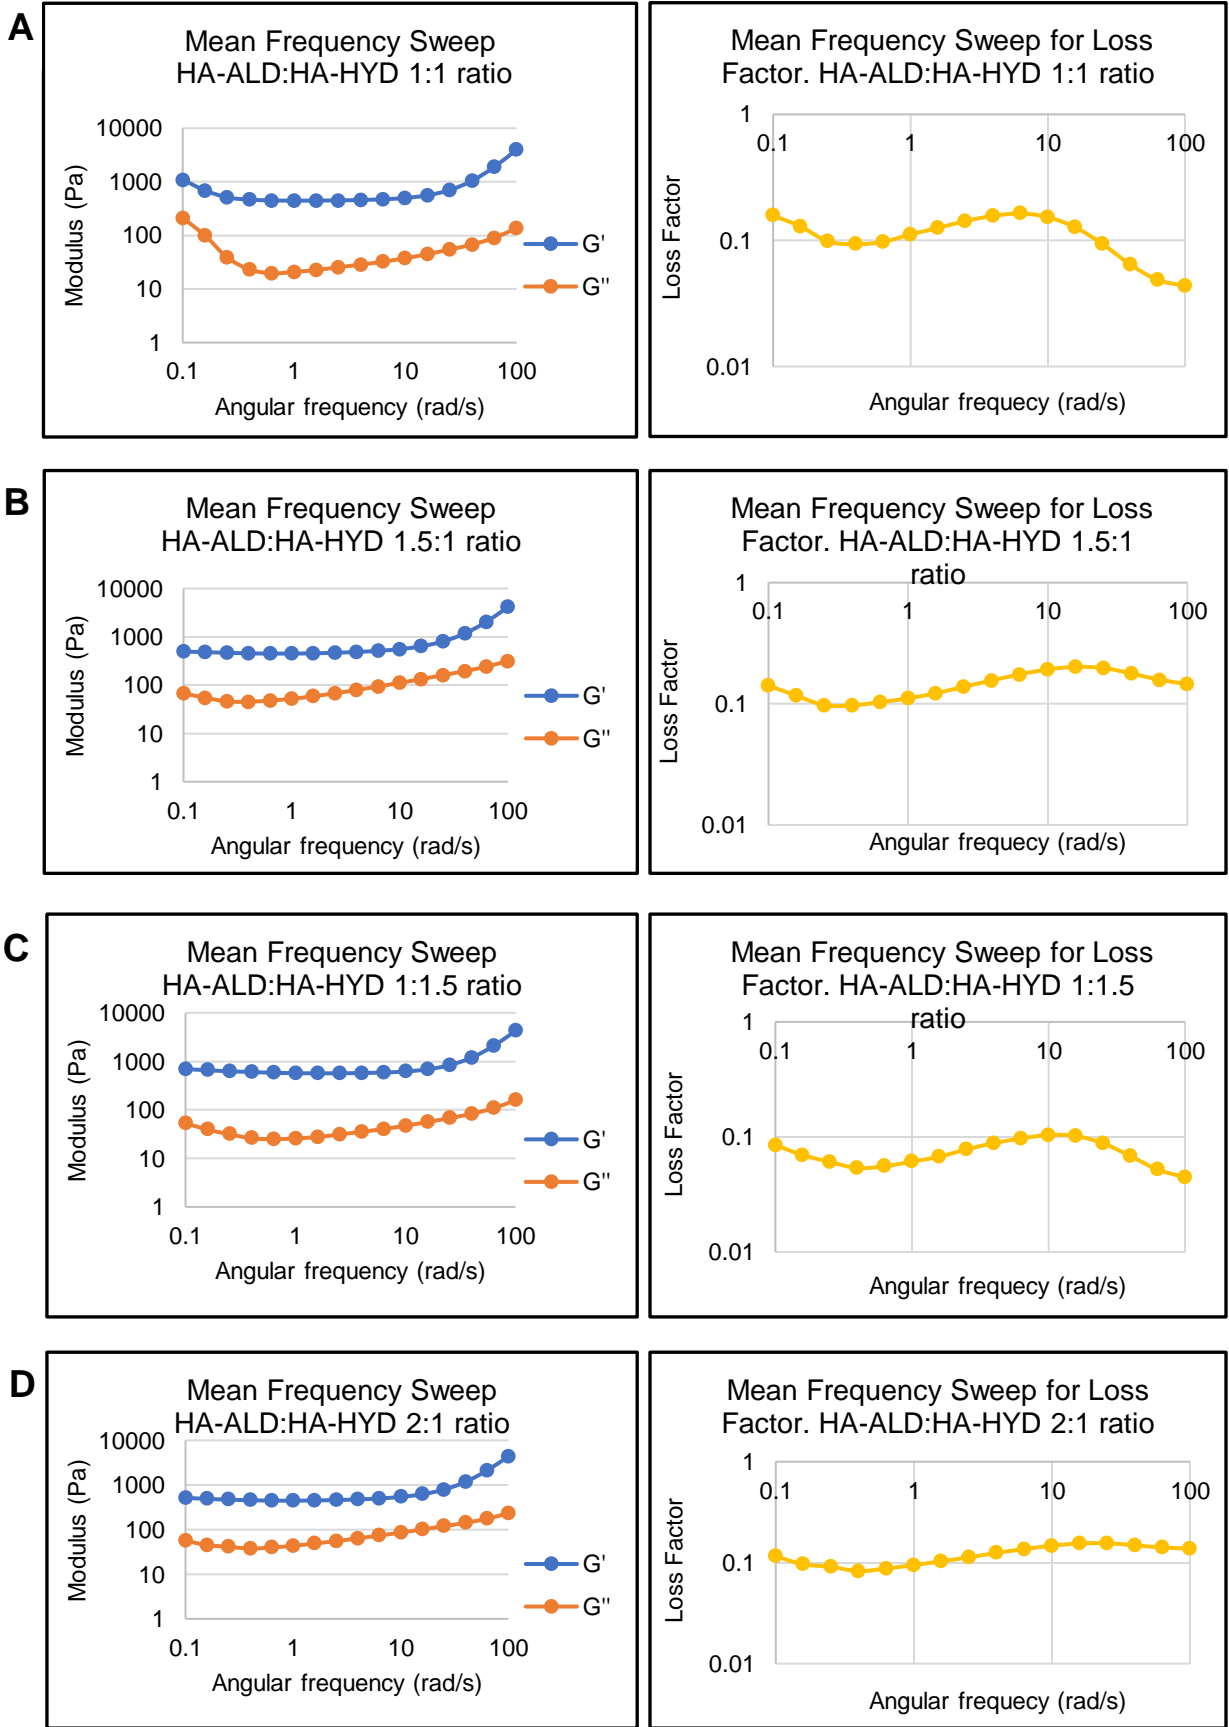 A
Mean Frequency Sweep
HA-ALD:HA-HYD 1:1 ratio
10000
1000
100
10
1
0.1
1
10
100
Modulus (Pa)
Angular frequency (rad/s)
G'
G''
Mean Frequency Sweep for Loss
Factor. HA-ALD:HA-HYD 1:1 ratio
1
0.1
0.01
0.1
1
10
100
Loss Factor
Angular frequecy (rad/s)
B
Mean Frequency Sweep
HA-ALD:HA-HYD 1.5:1 ratio
10000
1000
100
10
1
0.1
1
10
100
Modulus (Pa)
Angular frequency (rad/s)
G'
G''
Mean Frequency Sweep for Loss
Factor. HA-ALD:HA-HYD 1.5:1
ratio
1
0.1
0.01
0.1
1
10
100
Loss Factor
Angular frequecy (rad/s)
C
Mean Frequency Sweep
HA-ALD:HA-HYD 1:1.5 ratio
10000
1000
100
10
1
0.1
1
10
100
Modulus (Pa)
Angular frequency (rad/s)
G'
G''
Mean Frequency Sweep for Loss
Factor. HA-ALD:HA-HYD 1:1.5
ratio
1
0.1
0.01
0.1
1
10
100
Loss Factor
Angular frequecy (rad/s)
D
Mean Frequency Sweep
HA-ALD:HA-HYD 2:1 ratio
10000
1000
100
10
1
0.1
1
10
100
Modulus (Pa)
Angular frequency (rad/s)
G'
G''
Mean Frequency Sweep for Loss
Factor. HA-ALD:HA-HYD 2:1 ratio
1
0.1
0.01
0.1
1
10
100
Loss Factor
Angular frequecy (rad/s)